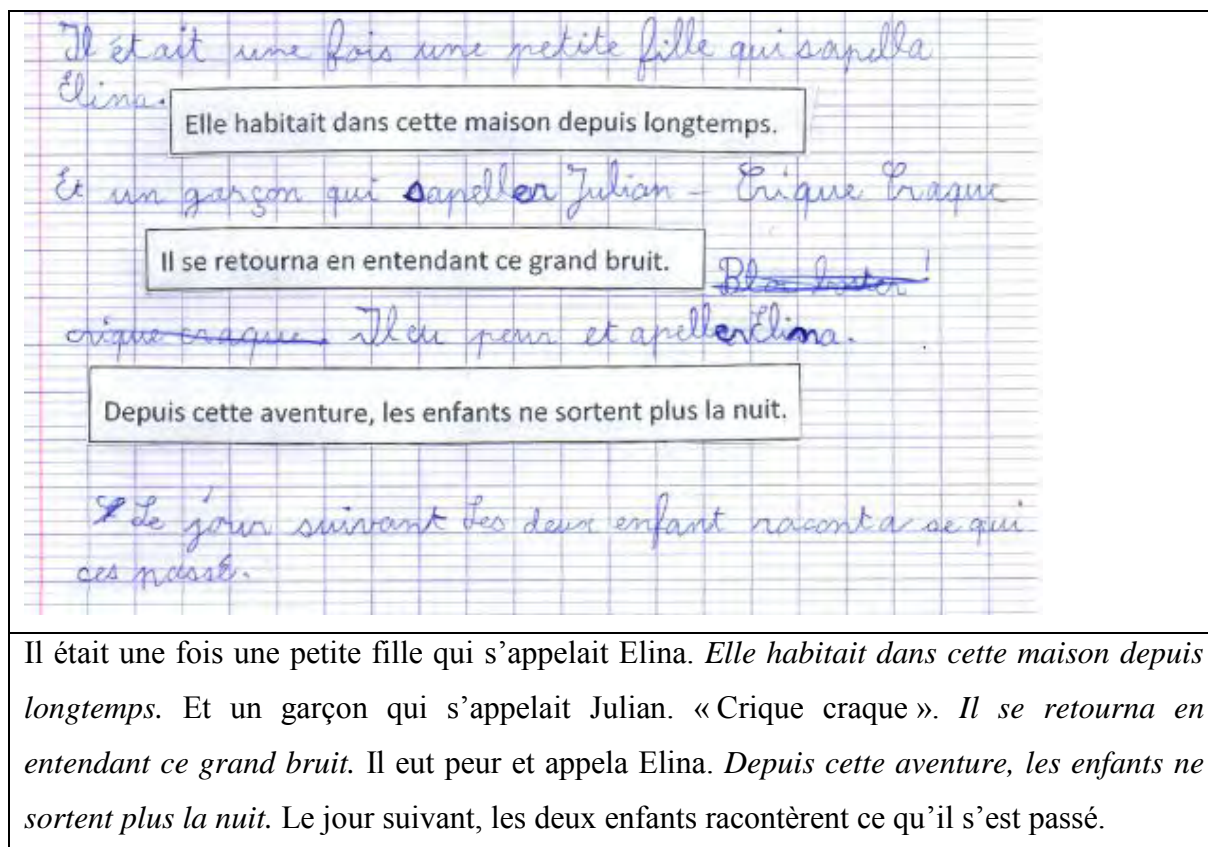 Il était une fois une petite fille qui sapella
Elina.
Elle habitait dans cette maison depuis longtemps.
Et un garçon qui sapeller Julian - Crique Craque
Il se retourna en entendant ce grand bruit.
crique craque. Il eu peur et apeller Elina.
Depuis cette aventure, les enfants ne sortent plus la nuit.
Le jour suivant Les deux enfant raconta se qui
ces passé.
Il était une fois une petite fille qui s’appelait Elina. Elle habitait dans cette maison depuis
longtemps. Et un garçon qui s’appelait Julian. « Crique craque ». Il se retourna en
entendant ce grand bruit. Il eut peur et appela Elina. Depuis cette aventure, les enfants ne
sortent plus la nuit. Le jour suivant, les deux enfants racontèrent ce qu’il s’est passé.